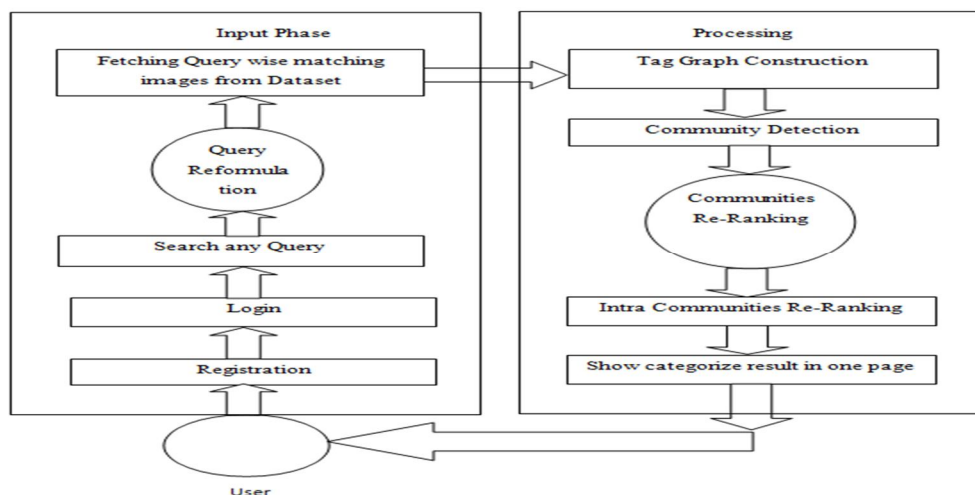 Input Phase
Fetching Query wise matching
images from Dataset
Query
Reformula
tion
Search any Query
Login
Registration
User
Processing
Tag Graph Construction
Community Detection
Communities
Re-Ranking
Intra Communities Re-Ranking
Show categorize result in one page